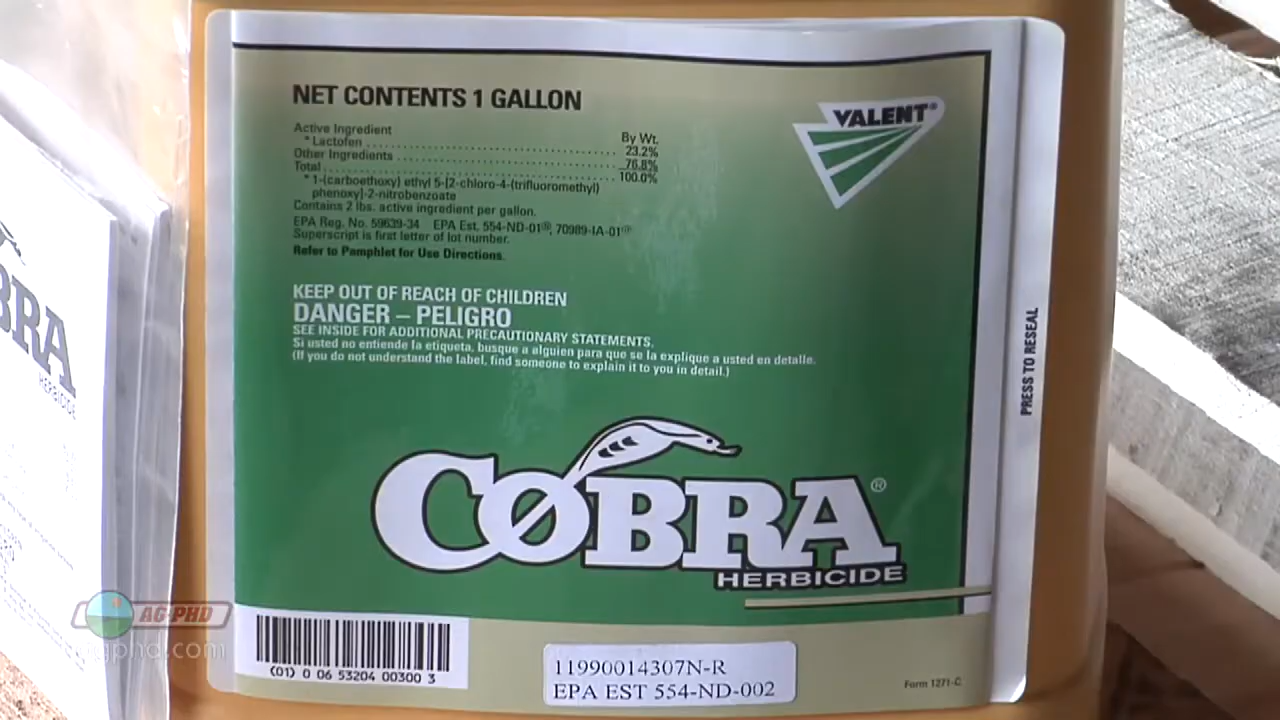 NET CONTENTS 1 GALLON
Active Ingredient By Wt.
*Lactofen 23.2%
Other Ingredients 76.8%
Total 100.0%
*1-(carboethoxy) ethyl 5-[2-chloro-4-(trifluoromethyl)
phenoxy]-2-nitrobenzoate
Contains 2 lbs. active ingredient per gallon.
EPA Reg. No. 59639-34 EPA Est. 554-ND-01®, 70989-IA-01®
Superscript is first letter of lot number.
Refer to Pamphlet for Use Directions.
VALENT®
KEEP OUT OF REACH OF CHILDREN
DANGER – PELIGRO
SEE INSIDE FOR ADDITIONAL PRECAUTIONARY STATEMENTS.
Si usted no entiende la etiqueta, busque a alguien para que se la explique a usted en detalle.
(If you do not understand the label, find someone to explain it to you in detail.)
PRESS TO RESEAL
COBRA®
HERBICIDE
BRA
HERBICIDE
AG PHD
agphd.com
(01) 0 06 53204 00300 3
11990014307N-R
EPA EST 554-ND-002
Form 1271-C